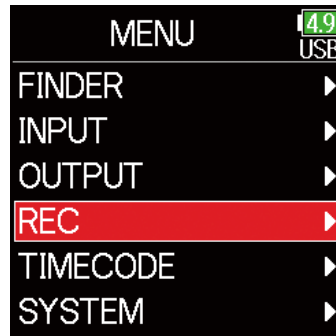 MENU
4.9
USB
FINDER
INPUT
OUTPUT
REC
TIMECODE
SYSTEM